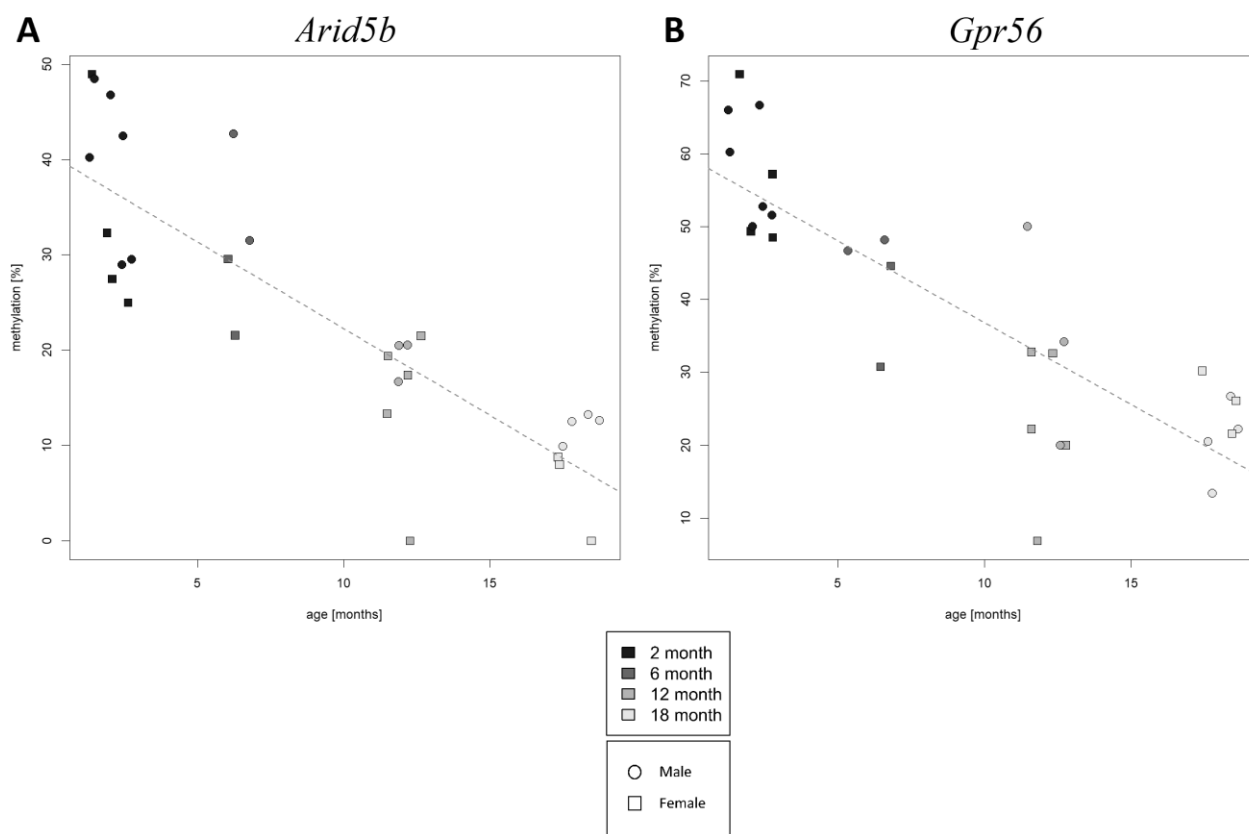 A
Arid5b
B
Gpr56
50
40
30
20
10
0
methylation [%]
5
10
15
age [months]
70
60
50
40
30
20
10
methylation [%]
5
10
15
age [months]
2 month
6 month
12 month
18 month
Male
Female